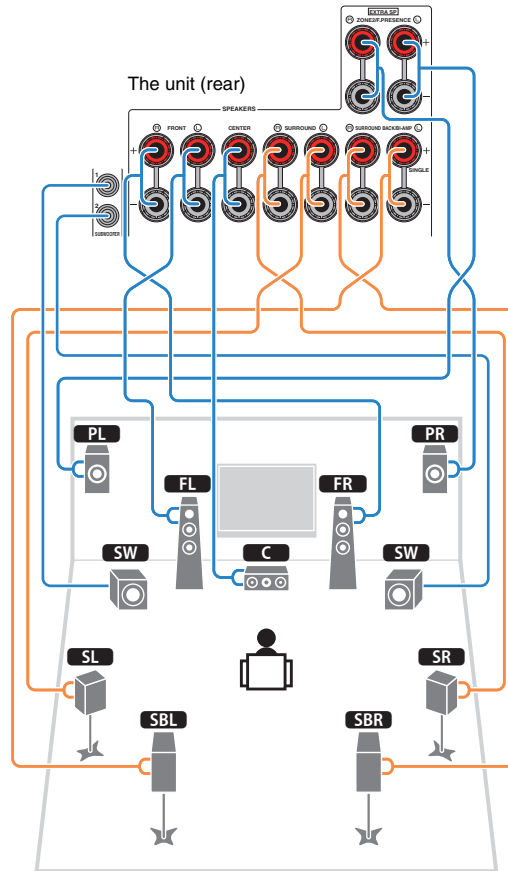 EXTRA SP
R ZONE2/F.PRESENCE L
+
−
The unit (rear)
SPEAKERS
R FRONT L CENTER R SURROUND L R SURROUND BACK/BI-AMP L
+ +
SINGLE
− −
1
2
SUBWOOFER
PL PR
FL FR
SW C SW
SL SR
SBL SBR